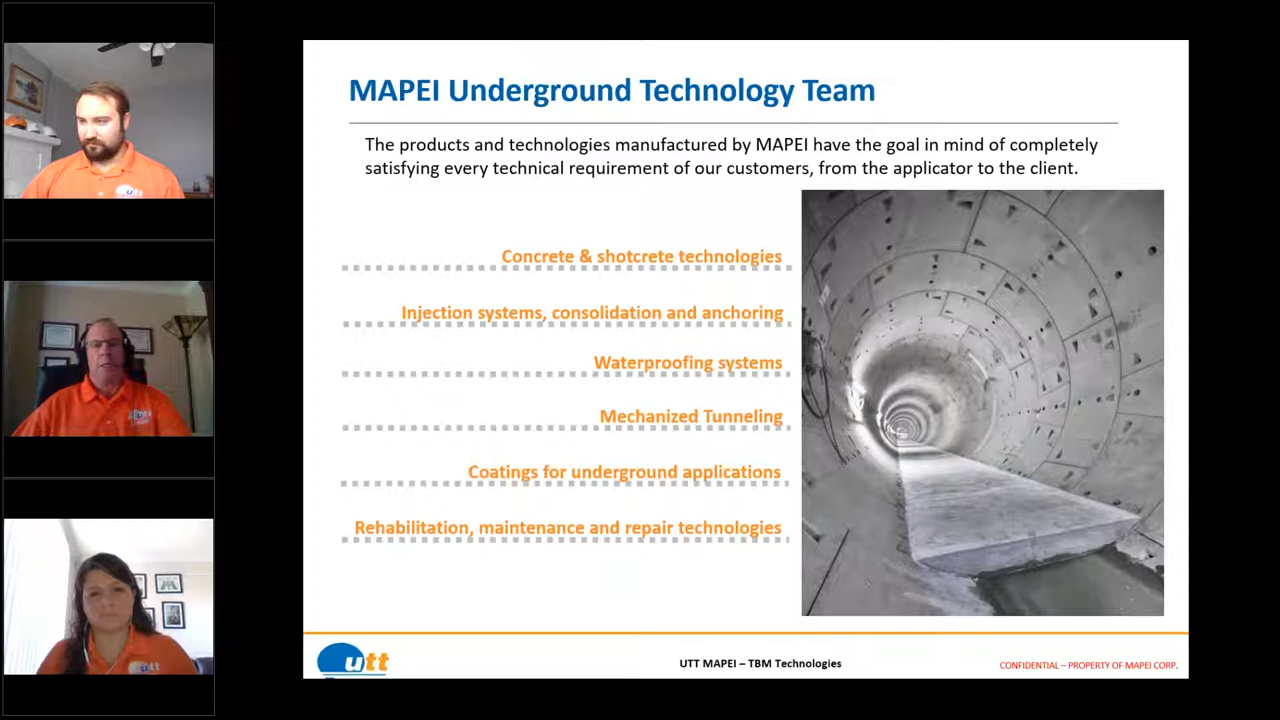 MAPEI Underground Technology Team
The products and technologies manufactured by MAPEI have the goal in mind of completely
satisfying every technical requirement of our customers, from the applicator to the client.
Concrete & shotcrete technologies
Injection systems, consolidation and anchoring
Waterproofing systems
Mechanized Tunneling
Coatings for underground applications
Rehabilitation, maintenance and repair technologies
utt
UTT MAPEI – TBM Technologies
CONFIDENTIAL – PROPERTY OF MAPEI CORP.
utt
utt
utt